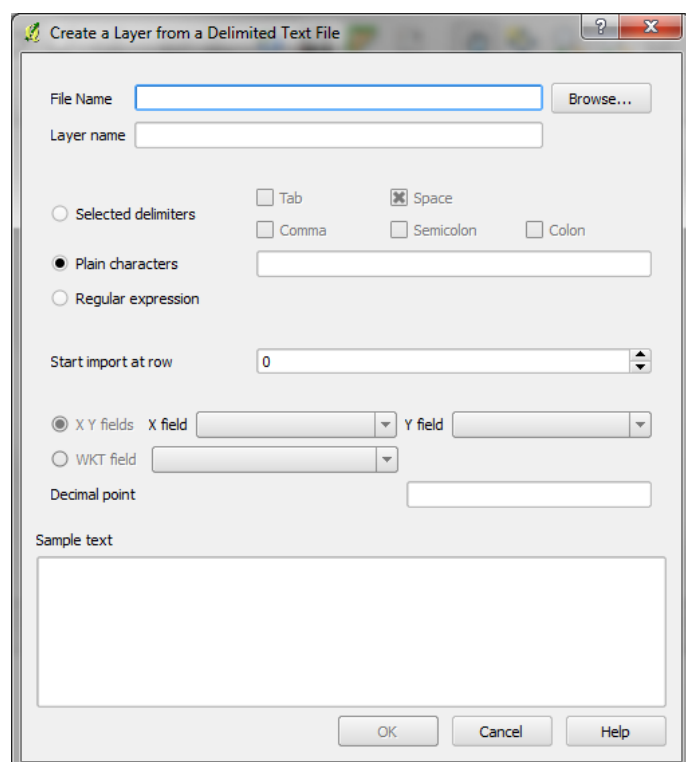 Create a Layer from a Delimited Text File
File Name Browse...
Layer name
Selected delimiters Tab Space
Comma Semicolon Colon
Plain characters
Regular expression
Start import at row 0
X Y fields X field Y field
WKT field
Decimal point
Sample text
OK Cancel Help